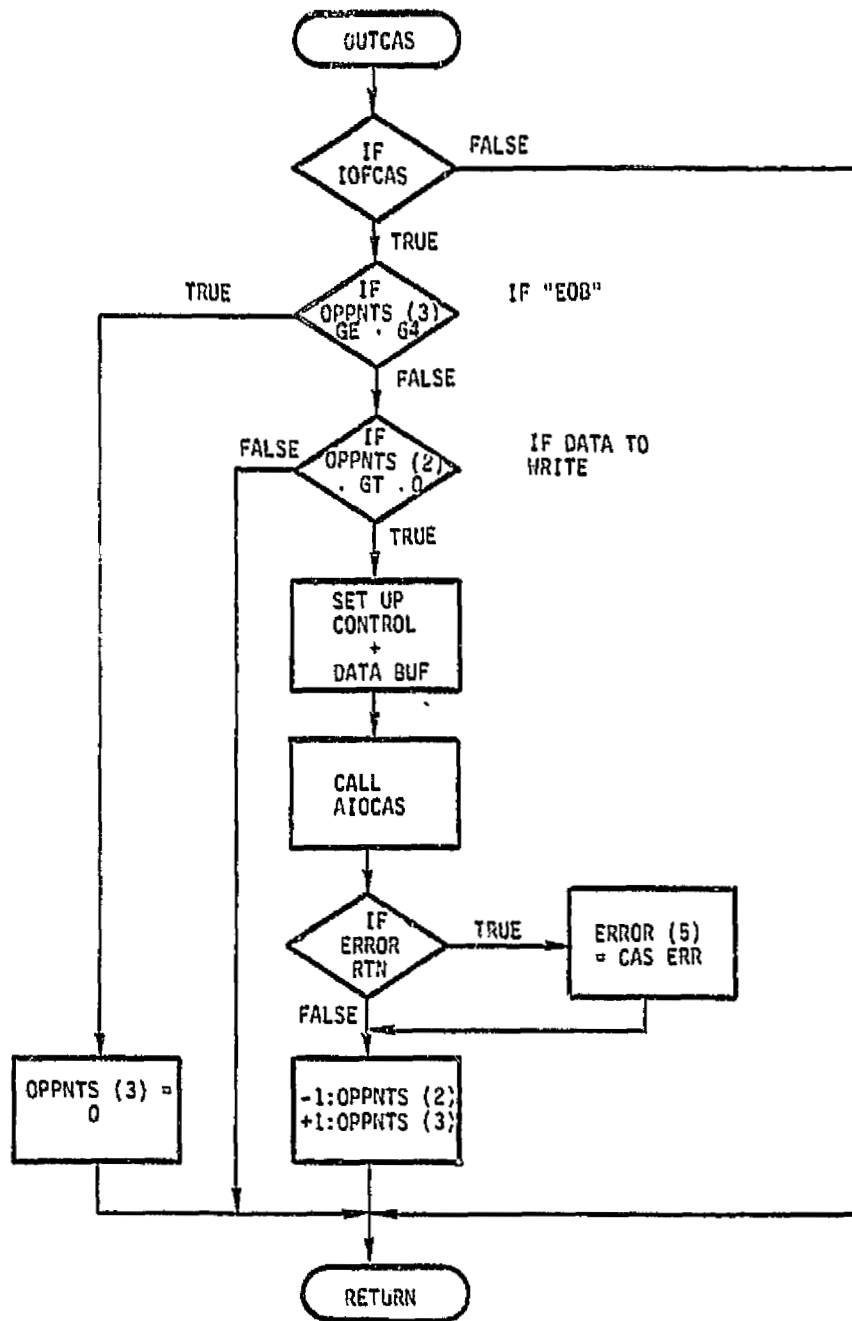 OUTCAS
IF
IOFCAS
FALSE
TRUE
IF
OPPNTS (3)
GE . G4
TRUE
IF "EOB"
FALSE
IF
OPPNTS (2)
. GT . 0
FALSE
IF DATA TO
WRITE
TRUE
SET UP
CONTROL
+
DATA BUF
CALL
AIOCAS
IF
ERROR
RTN
TRUE
ERROR (5)
= CAS ERR
FALSE
OPPNTS (3) =
0
-1:OPPNTS (2)
+1:OPPNTS (3)
RETURN